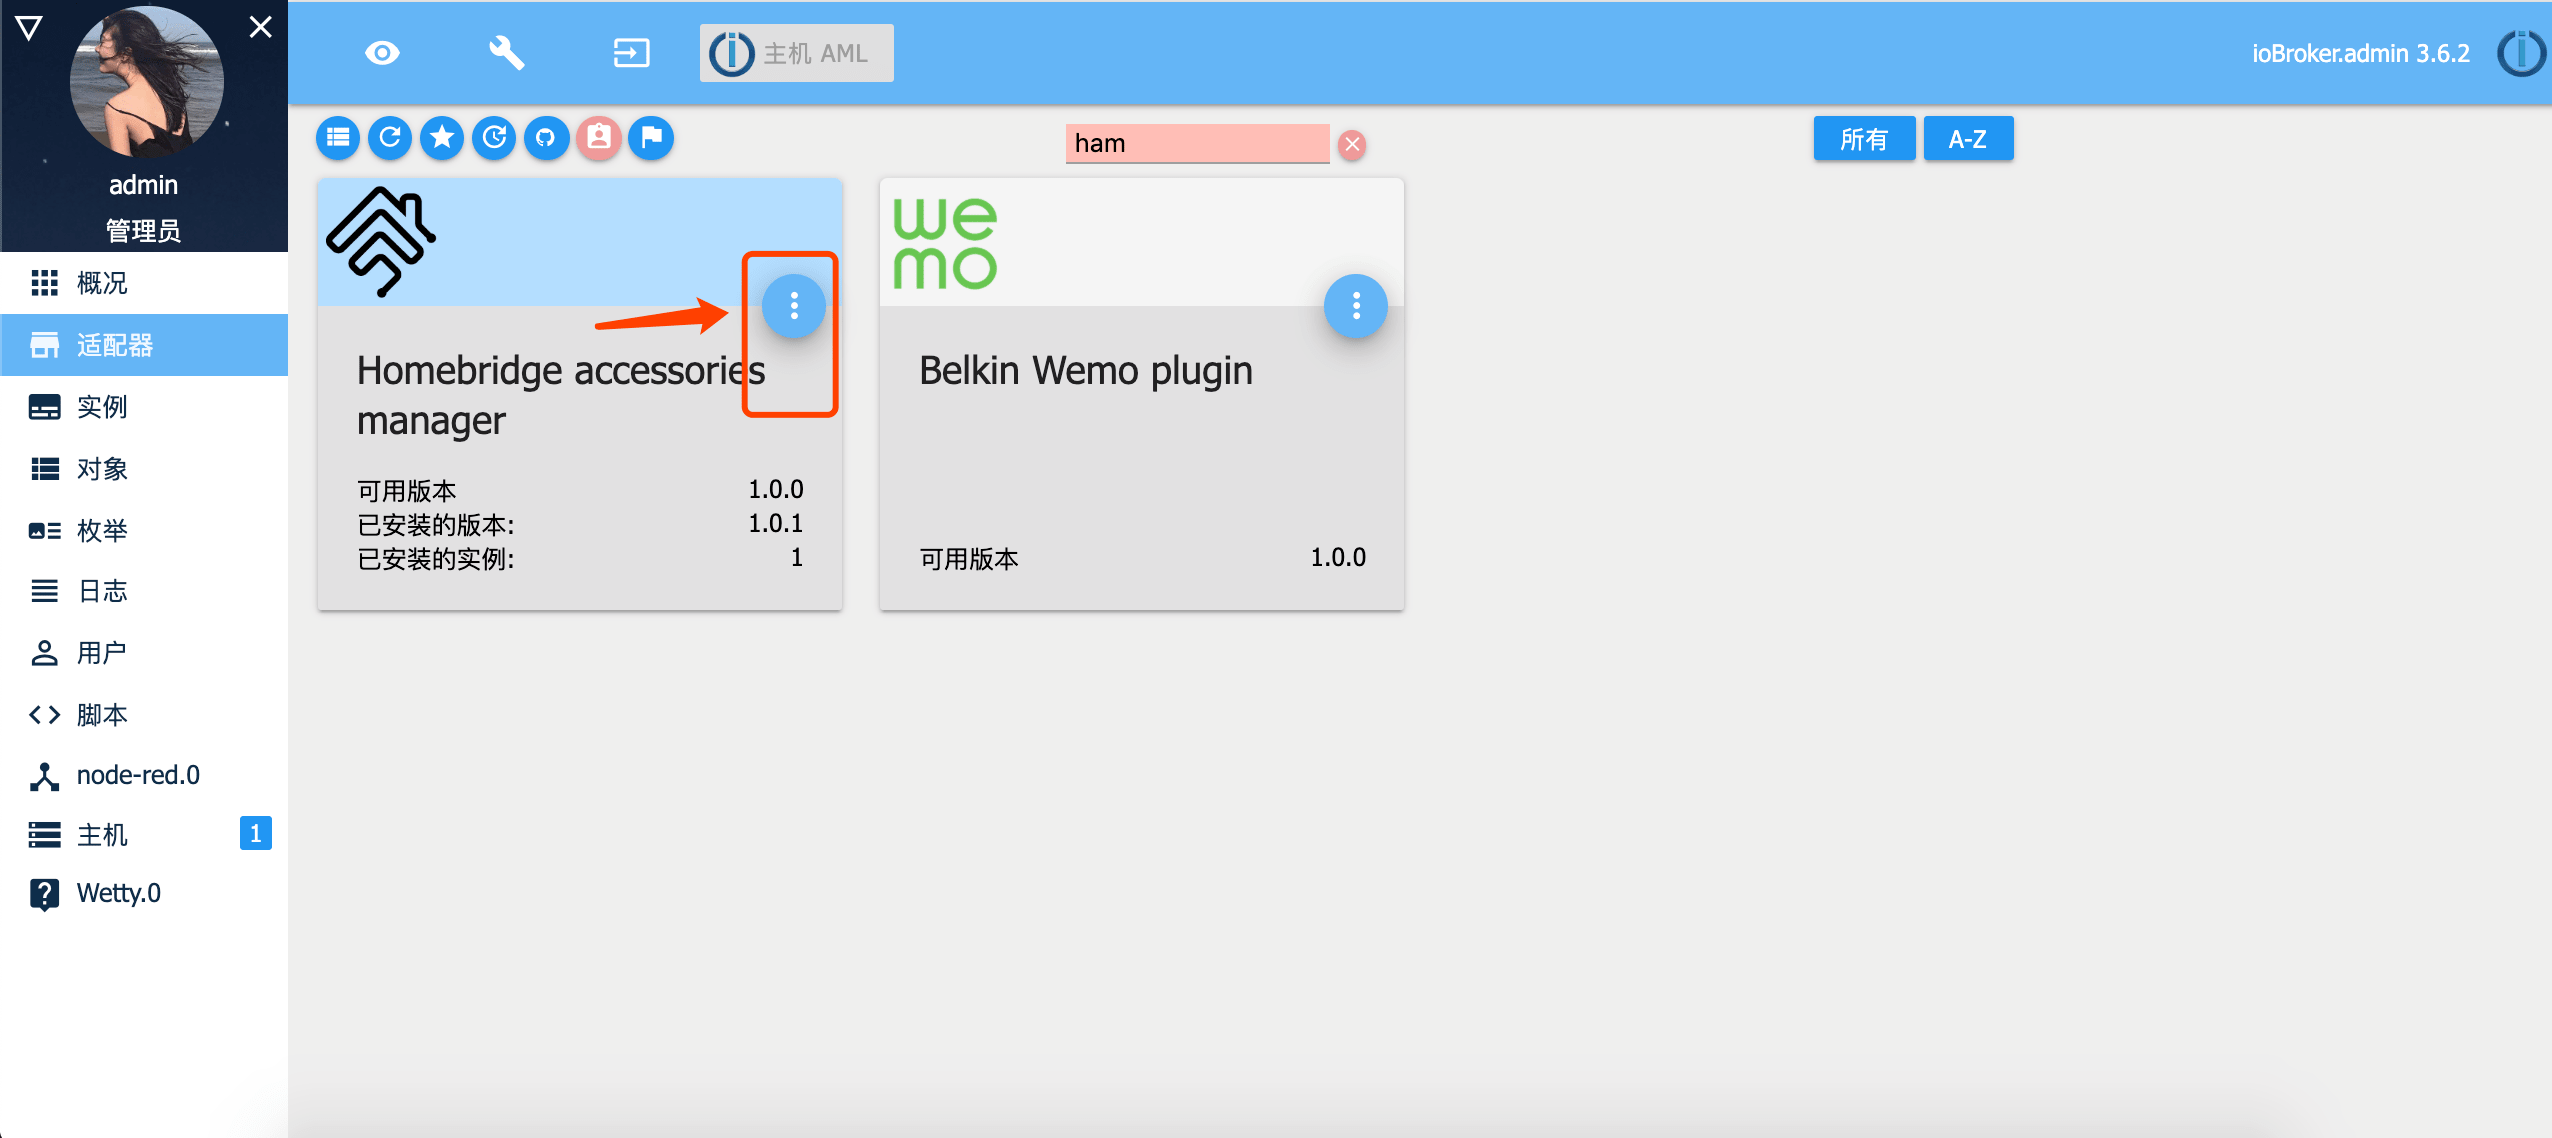 admin
管理员
概况
适配器
实例
对象
枚举
日志
用户
脚本
node-red.0
主机
1
Wetty.0
主机 AML
ioBroker.admin 3.6.2
ham
所有
A-Z
Homebridge accessories
manager
可用版本 1.0.0
已安装的版本: 1.0.1
已安装的实例: 1
we
mo
Belkin Wemo plugin
可用版本 1.0.0